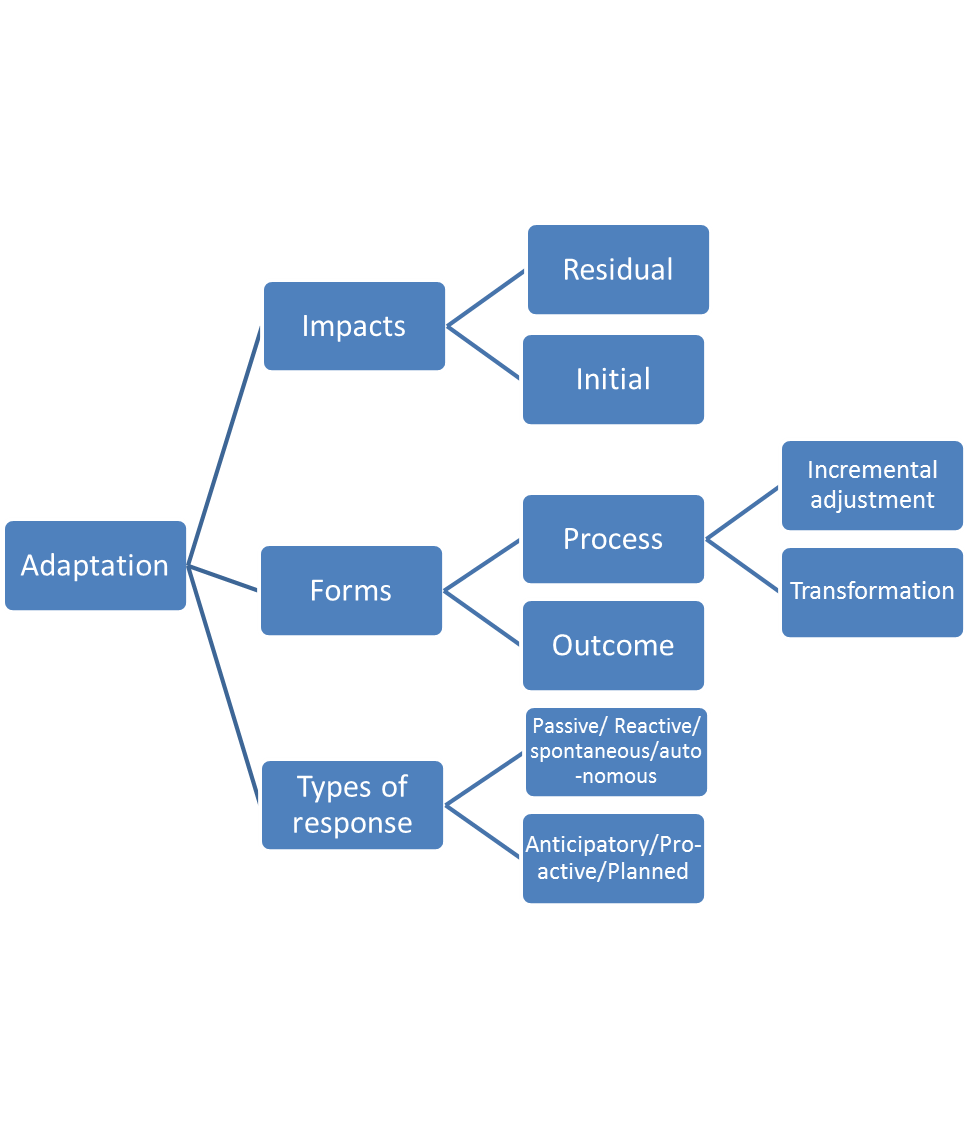 Adaptation
Impacts
Residual
Initial
Forms
Process
Incremental
adjustment
Transformation
Outcome
Types of
response
Passive/ Reactive/
spontaneous/auto
-nomous
Anticipatory/Pro-
active/Planned